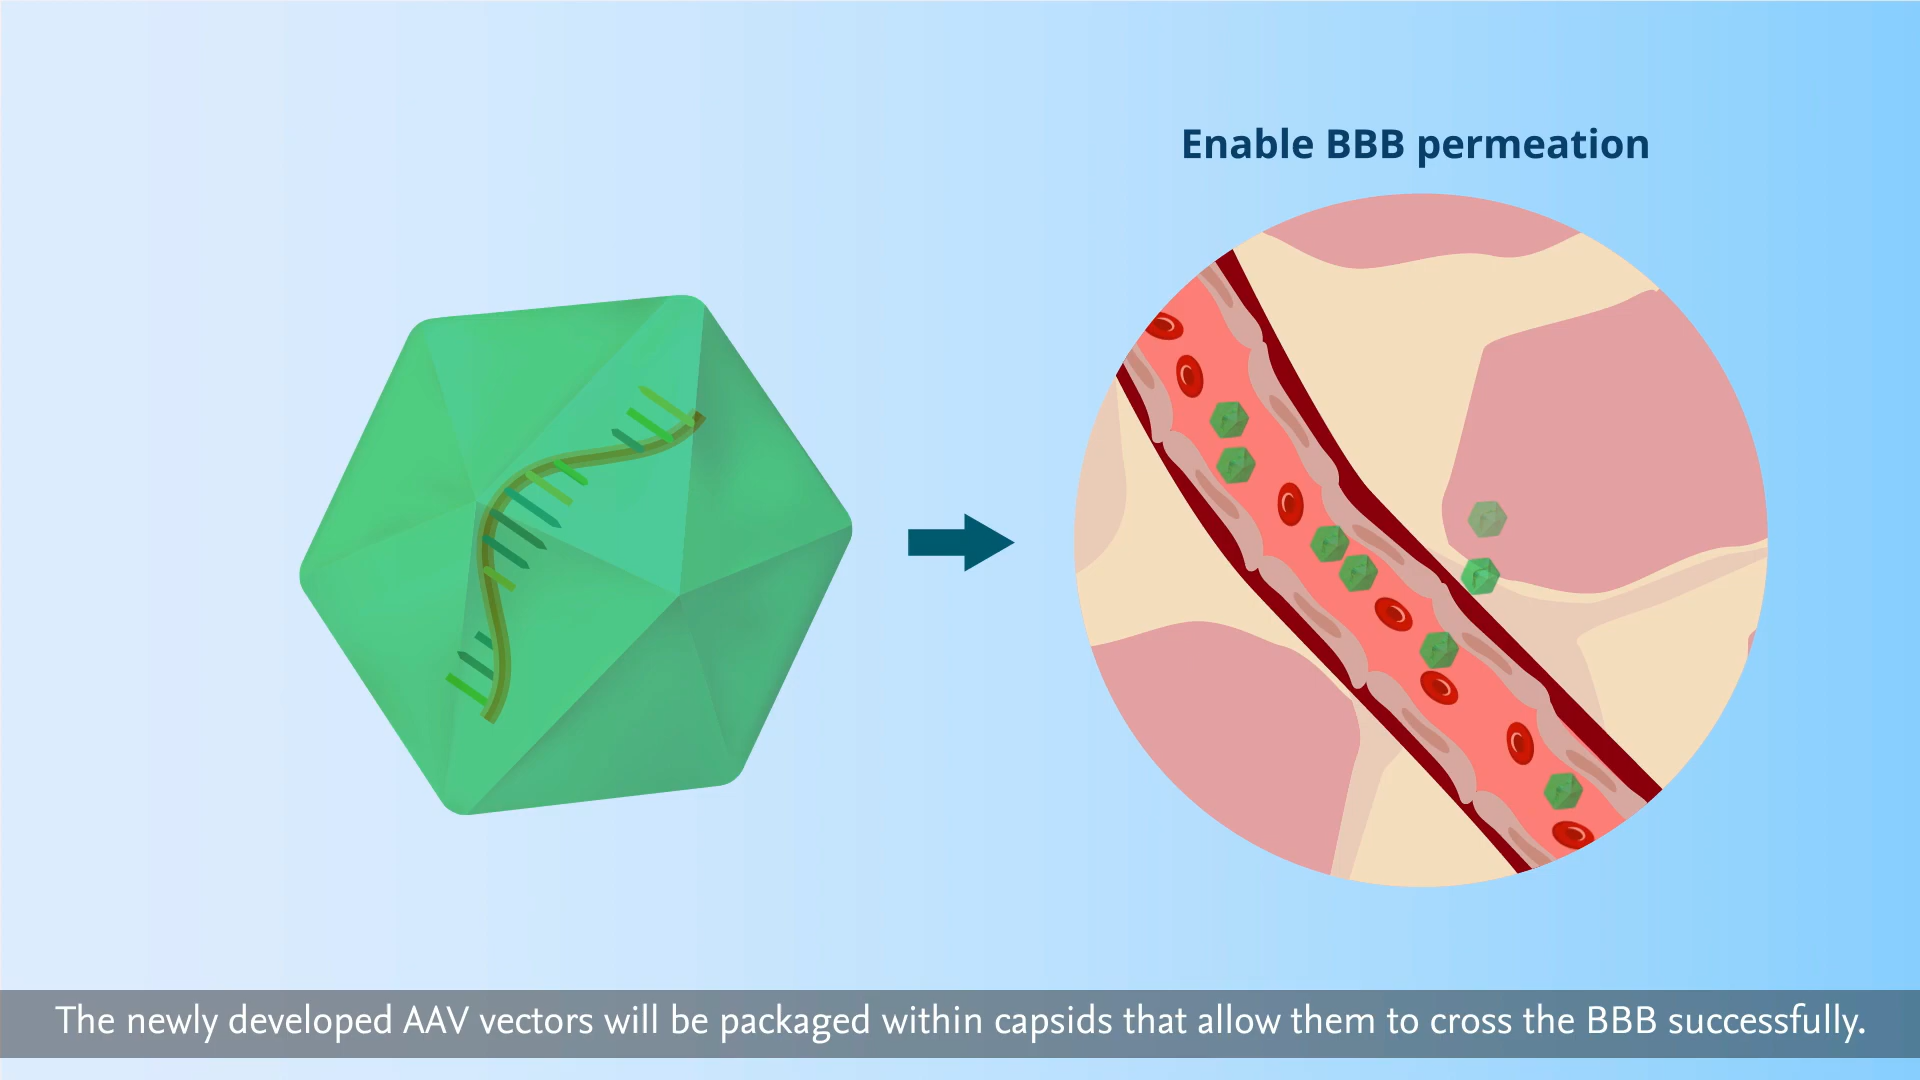 Enable BBB permeation
The newly developed AAV vectors will be packaged within capsids that allow them to cross the BBB successfully.